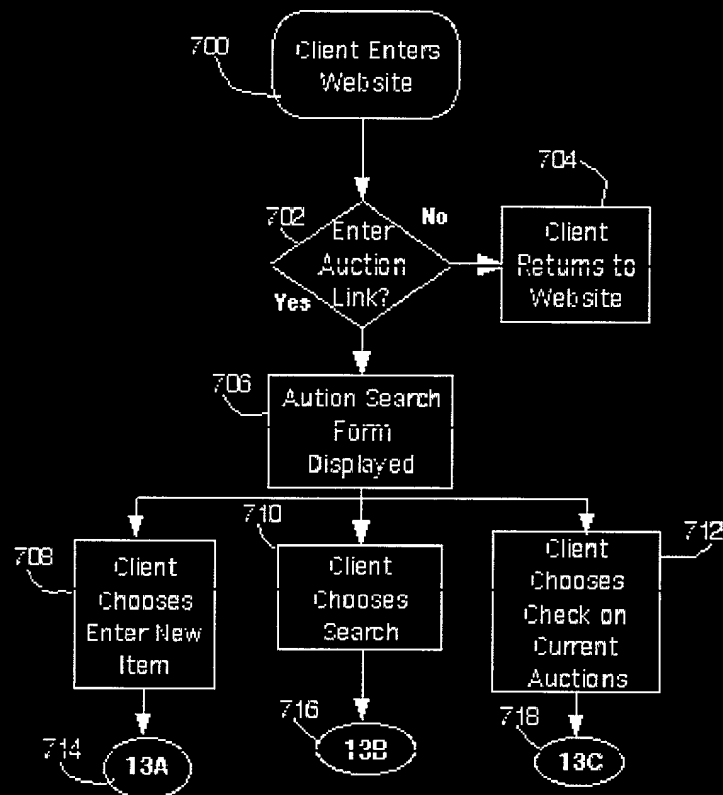 700
Client Enters
Website
704
702
No
Enter
Auction
Link?
Yes
Client
Returns to
Website
706
Aution Search
Form
Displayed
708
Client
Chooses
Enter New
Item
710
Client
Chooses
Search
712
Client
Chooses
Check on
Current
Auctions
714
13A
716
13B
718
13C